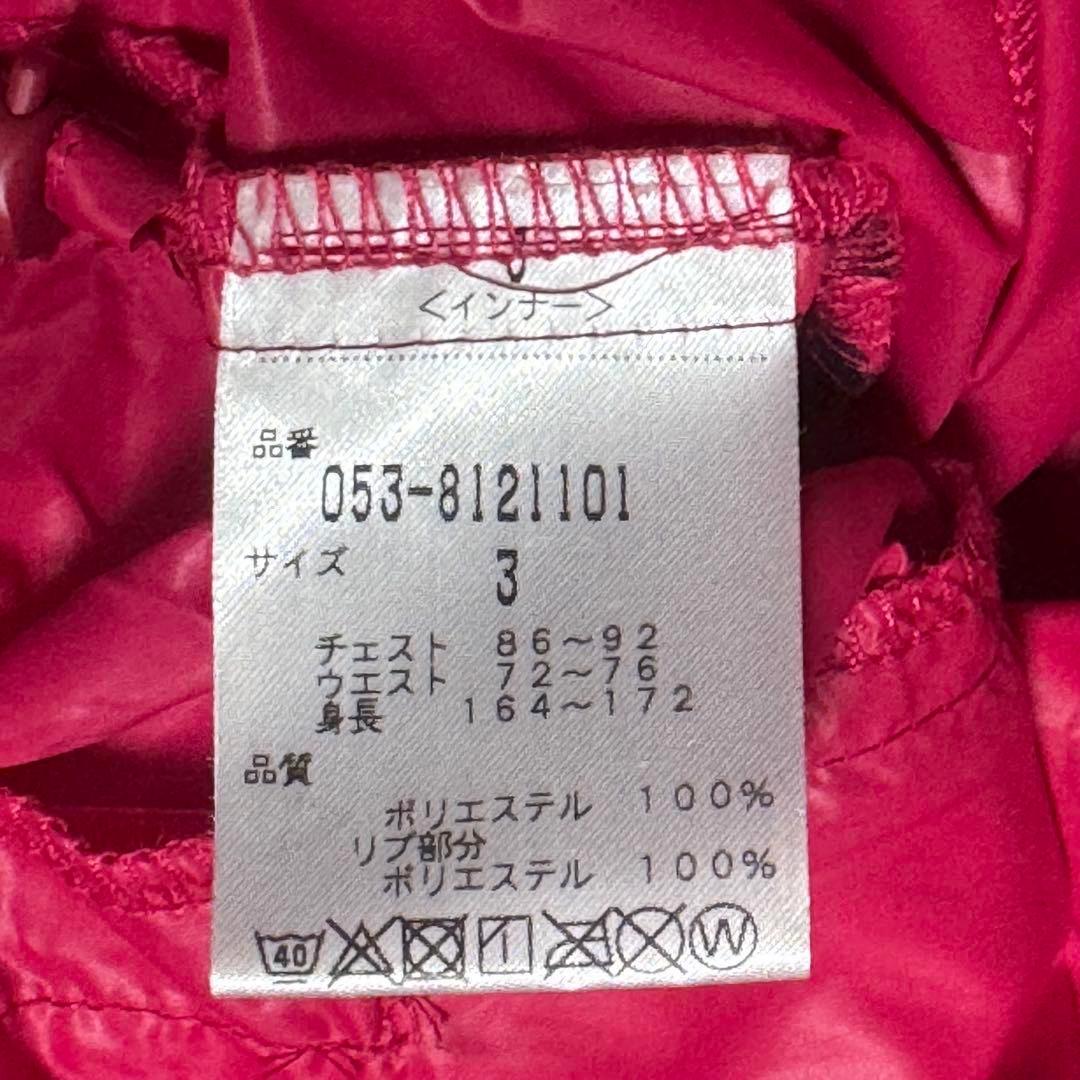 ＜インナー＞
品番
053-8121101
サイズ 3
チェスト 86～92
ウエスト 72～76
身長 164～172
品質
ポリエステル 100%
リブ部分
ポリエステル 100%
40 W